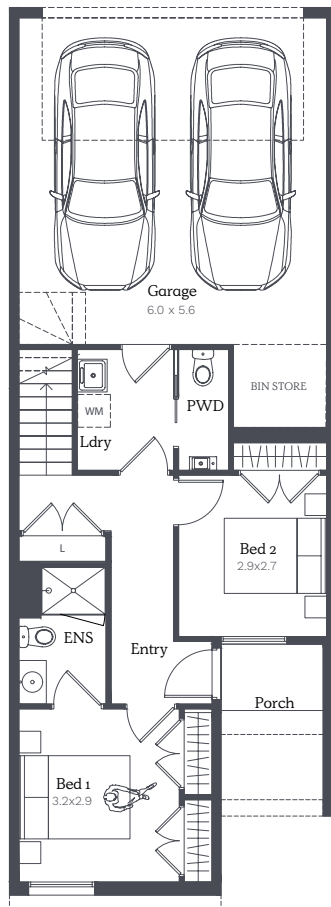 Garage
6.0 x 5.6
BIN STORE
PWD
WM
Ldry
L
Bed 2
2.9x2.7
ENS
Entry
Porch
Bed 1
3.2x2.9